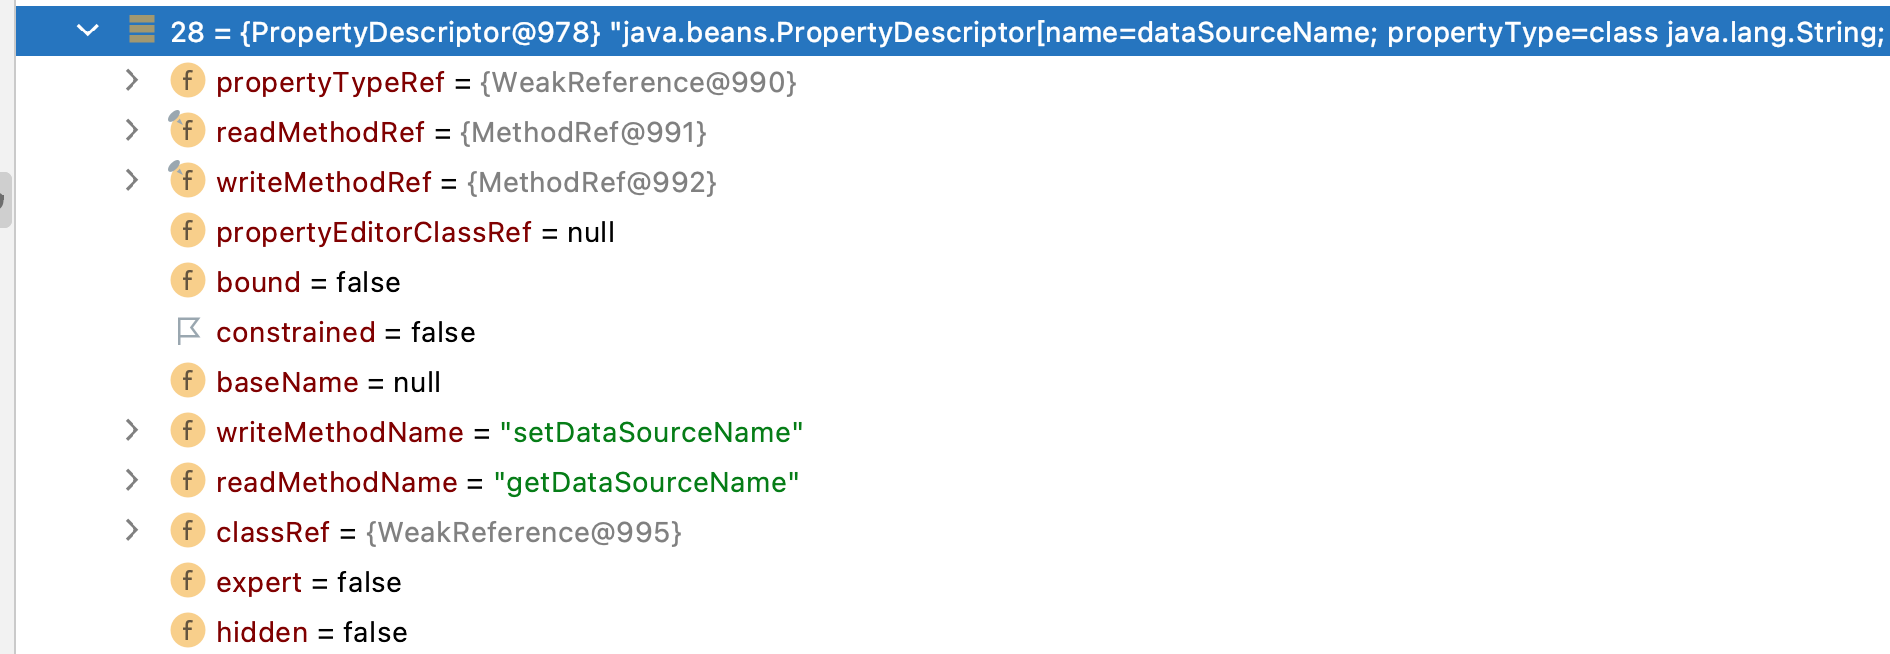 28 = {PropertyDescriptor@978} "java.beans.PropertyDescriptor[name=dataSourceName; propertyType=class java.lang.String;
f propertyTypeRef = {WeakReference@990}
f readMethodRef = {MethodRef@991}
f writeMethodRef = {MethodRef@992}
f propertyEditorClassRef = null
f bound = false
constrained = false
f baseName = null
f writeMethodName = "setDataSourceName"
f readMethodName = "getDataSourceName"
f classRef = {WeakReference@995}
f expert = false
f hidden = false